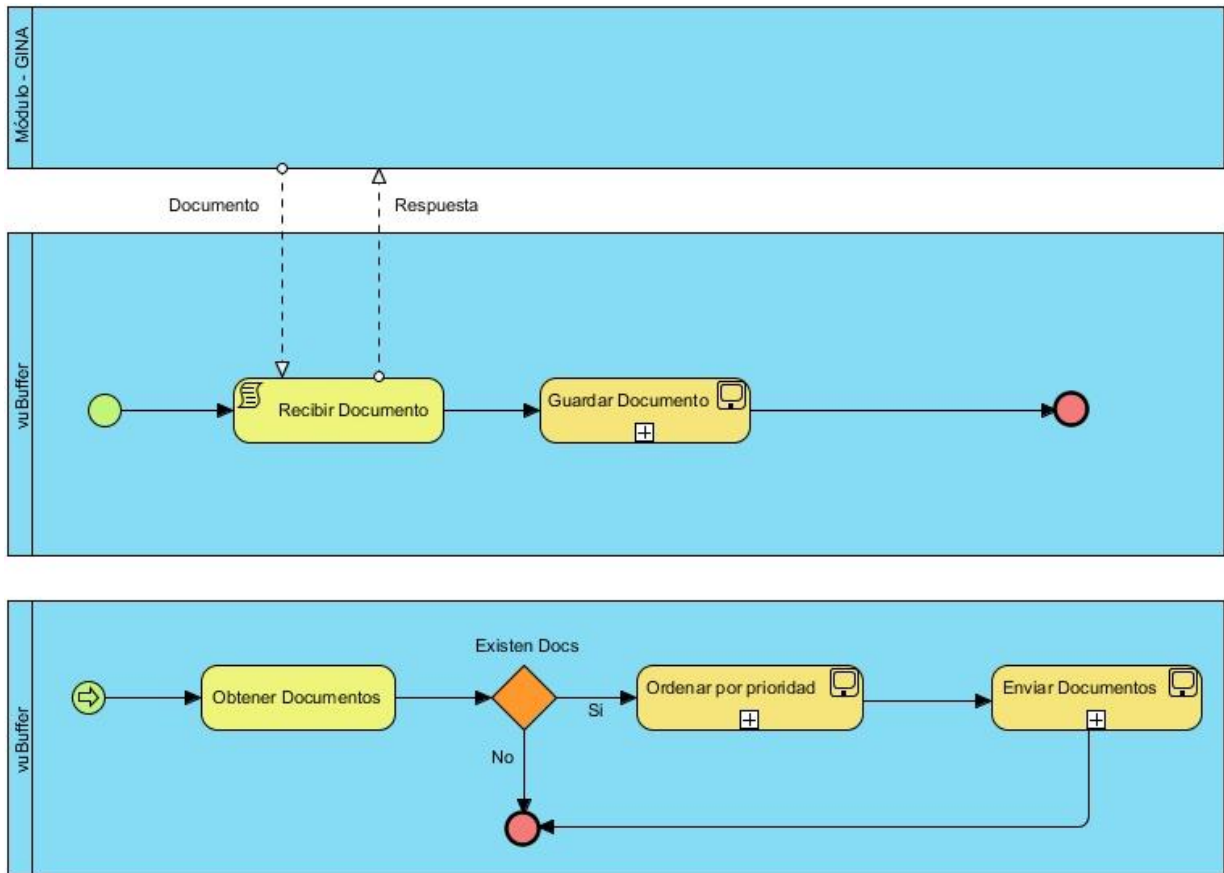 Módulo - GINA
Documento
Respuesta
vuBuffer
Recibir Documento
Guardar Documento
vuBuffer
Existen Docs
Obtener Documentos
Si
No
Ordenar por prioridad
Enviar Documentos